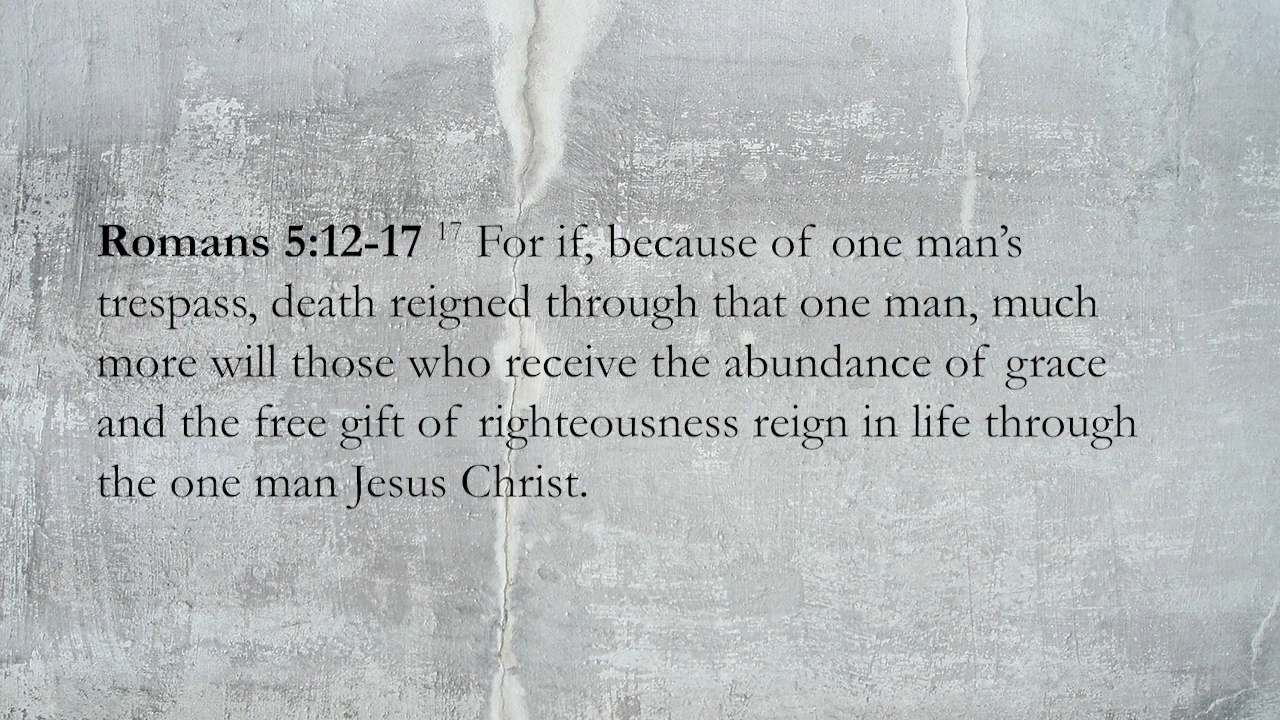 Romans 5:12-17 17 For if, because of one man’s
trespass, death reigned through that one man, much
more will those who receive the abundance of grace
and the free gift of righteousness reign in life through
the one man Jesus Christ.